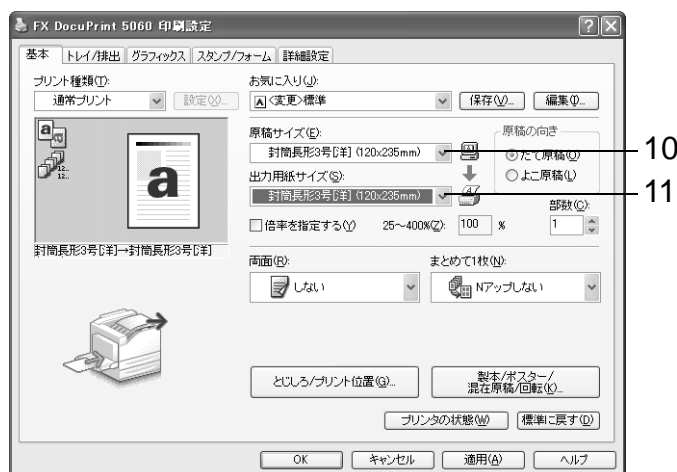 FX DocuPrint 5060 印刷設定
基本 トレイ/排出 グラフィックス スタンプ/フォーム 詳細設定
プリント種類(T):
通常プリント 設定(X)...
お気に入り(J):
A <変更>標準 保存(V)... 編集(I)...
原稿サイズ(E):
封筒長形3号[洋] (120x235mm) 10
原稿の向き
たて原稿(O)
よこ原稿(L)
出力用紙サイズ(S):
封筒長形3号[洋] (120x235mm) 11
部数(C):
倍率を指定する(Y) 25～400%(Z): 100 % 1
a
a
12..
12..
a
封筒長形3号[洋]→封筒長形3号[洋]
両面(R): まとめて1枚(N):
しない Nアップしない
とじしろ/プリント位置(G)... 製本/ポスター/
混在原稿/回転(K)...
プリンタの状態(W) 標準に戻す(D)
OK キャンセル 適用(A) ヘルプ